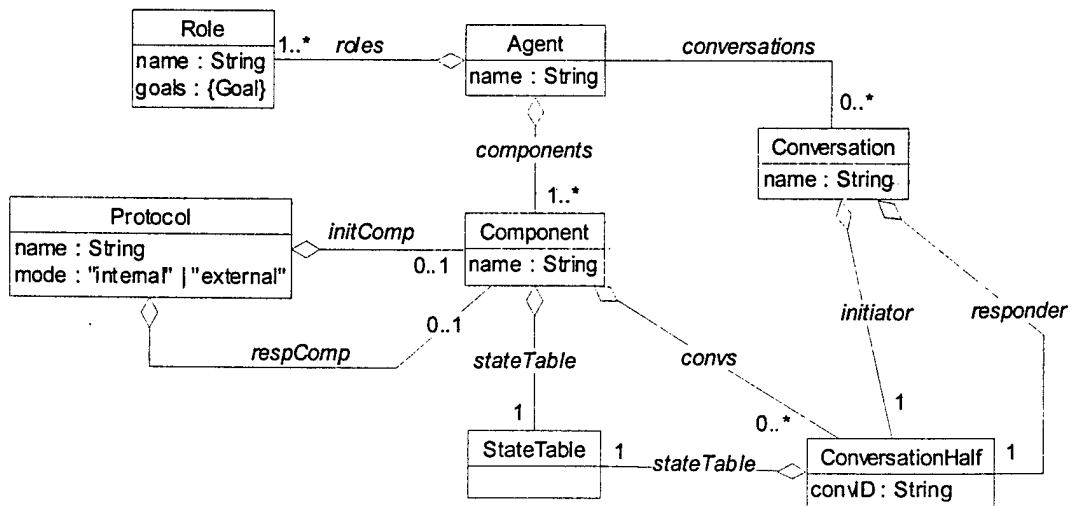 Role
name : String
goals : {Goal}
1..*
roles
Agent
name : String
conversations
0..*
components
1..*
Conversation
name : String
Protocol
name : String
mode : "internal" | "external"
initComp
0..1
Component
name : String
respComp
0..1
stateTable
1
convs
0..*
initiator
1
responder
1
StateTable
1
stateTable
ConversationHalf
convID : String